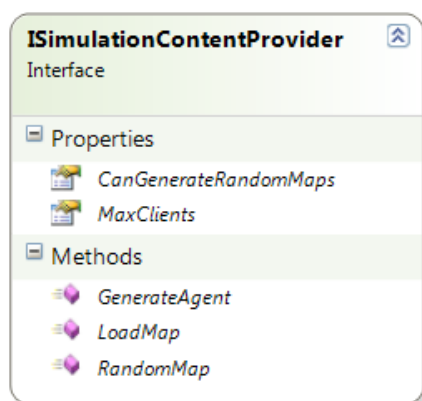 ISimulationContentProvider
Interface
Properties
CanGenerateRandomMaps
MaxClients
Methods
GenerateAgent
LoadMap
RandomMap